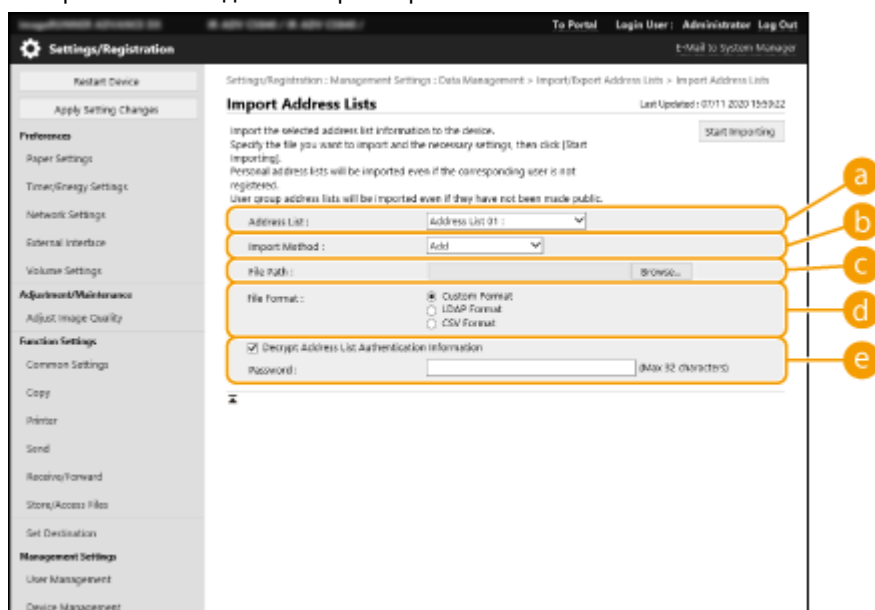 To Portal Login User : Administrator Log Out
Settings/Registration
E-Mail to System Manager
Restart Device
Apply Setting Changes
Preferences
Paper Settings
Timer/Energy Settings
Network Settings
External Interface
Volume Settings
Adjustment/Maintenance
Adjust Image Quality
Function Settings
Common Settings
Copy
Printer
Send
Receive/Forward
Store/Access Files
Set Destination
Management Settings
User Management
Device Management
Settings/Registration : Management Settings : Data Management > Import/Export Address Lists > Import Address Lists
Import Address Lists
Last Updated : 07/11 2020 15:59:22
Import the selected address list information to the device.
Specify the file you want to import and the necessary settings, then click [Start
Importing].
Personal address lists will be imported even if the corresponding user is not
registered.
User group address lists will be imported even if they have not been made public.
Start Importing
Address List :
Address List 01 :
a
Import Method :
Add
b
File Path :
Browse...
c
File Format :
Custom Format
LDAP Format
CSV Format
d
Decrypt Address List Authentication Information
Password :
(Max 32 characters)
e